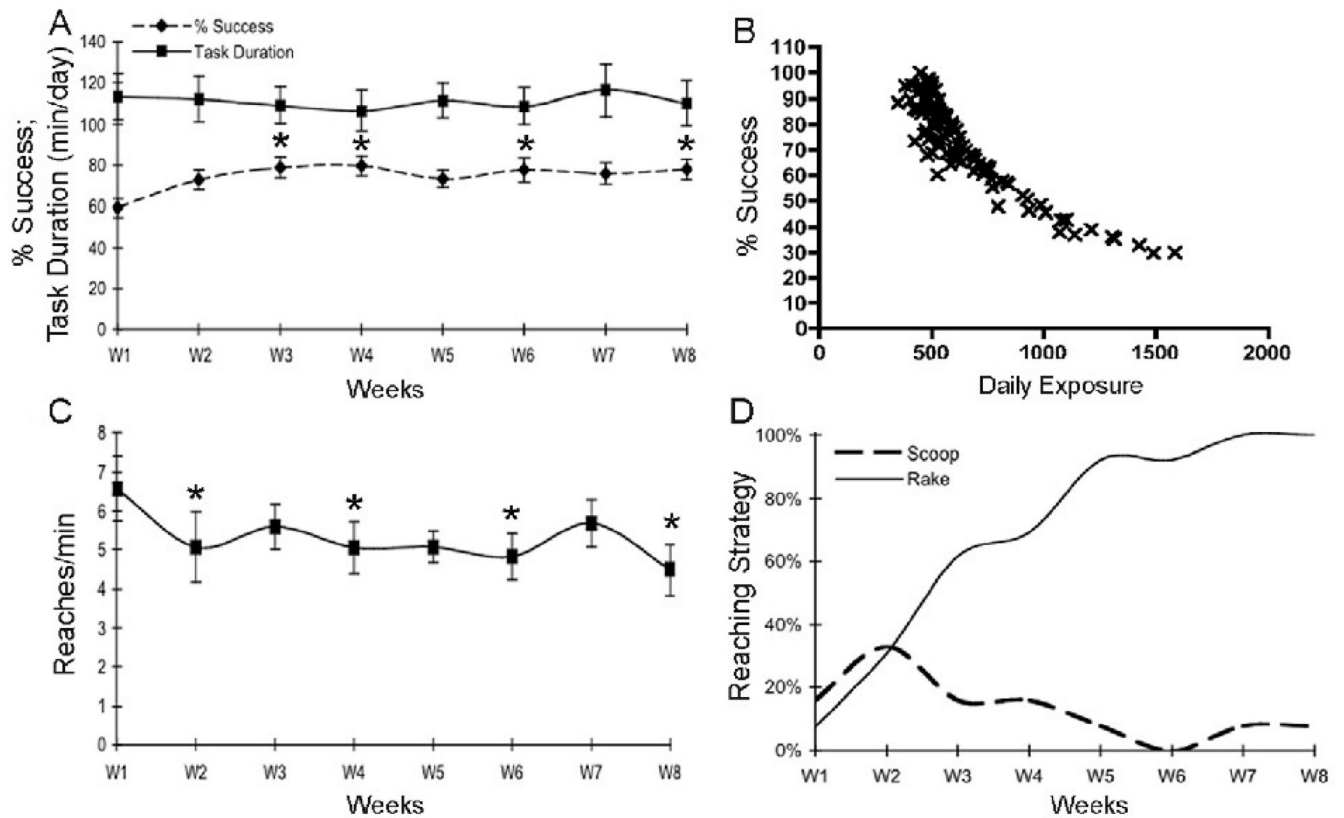 A
% Success
Task Duration
% Success;
Task Duration (min/day)
140
120
100
80
60
40
20
0
* * * *
W1 W2 W3 W4 W5 W6 W7 W8
Weeks
B
% Success
110
100
90
80
70
60
50
40
30
20
10
0
0 500 1000 1500 2000
Daily Exposure
C
Reaches/min
8
7
6
5
4
3
2
1
0
* * * *
W1 W2 W3 W4 W5 W6 W7 W8
Weeks
D
Scoop
Rake
Reaching Strategy
100%
80%
60%
40%
20%
0%
W1 W2 W3 W4 W5 W6 W7 W8
Weeks